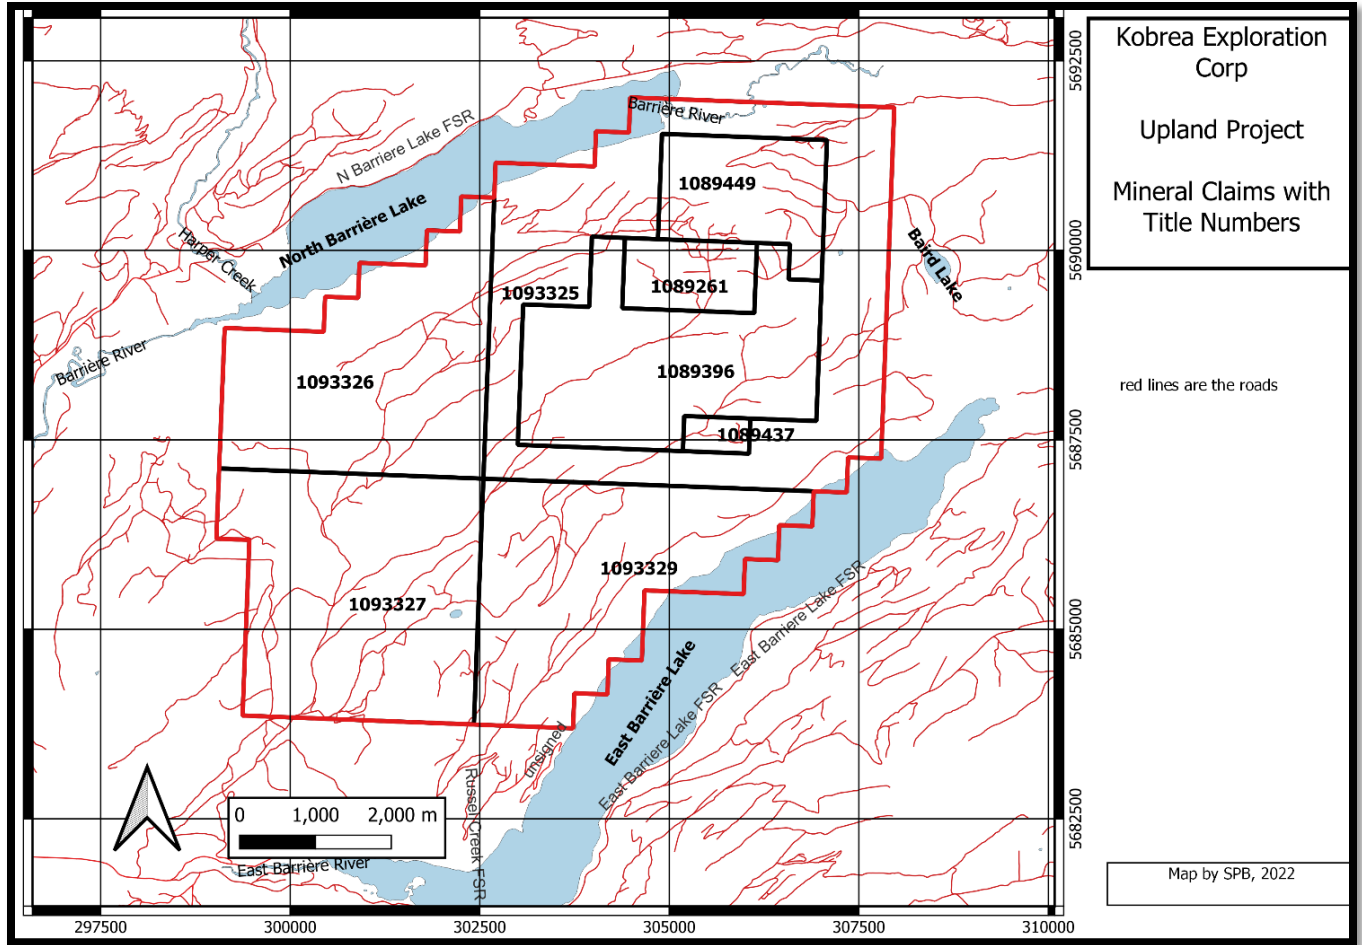 Kobrea Exploration
Corp
Upland Project
Mineral Claims with
Title Numbers
red lines are the roads
Map by SPB, 2022
5692500
5690000
5687500
5685000
5682500
297500
300000
302500
305000
307500
310000
Barrière River
N Barriere Lake FSR
North Barrière Lake
Harper Creek
Barrière River
Baird Lake
1089449
1093325
1089261
1093326
1089396
1089437
1093329
1093327
East Barriere Lake FSR
East Barrière Lake
East Barriere Lake FSR
unsigned
Russel Creek FSR
East Barrière River
0 1,000 2,000 m